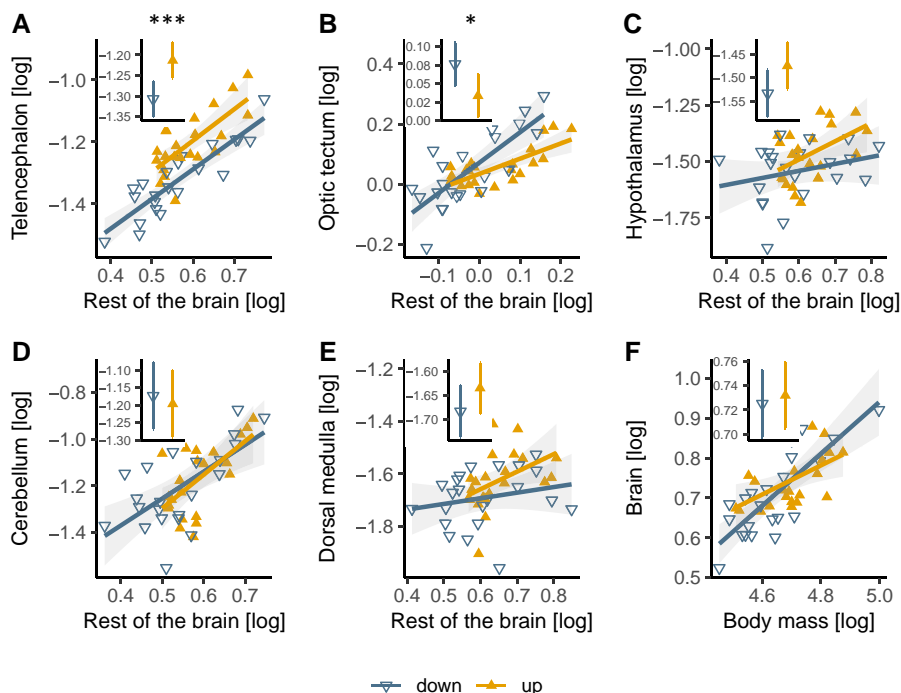 A
***
Telencephalon [log]
−1.0
−1.2
−1.4
−1.20
−1.25
−1.30
−1.35
0.4 0.5 0.6 0.7
Rest of the brain [log]
B
*
Optic tectum [log]
0.4
0.2
0.0
−0.2
0.10
0.08
0.05
0.02
0.00
−0.1 0.0 0.1 0.2
Rest of the brain [log]
C
Hypothalamus [log]
−1.00
−1.25
−1.50
−1.75
−1.45
−1.50
−1.55
0.4 0.5 0.6 0.7 0.8
Rest of the brain [log]
D
Cerebellum [log]
−0.8
−1.0
−1.2
−1.4
−1.10
−1.15
−1.20
−1.25
−1.30
0.4 0.5 0.6 0.7
Rest of the brain [log]
E
Dorsal medulla [log]
−1.2
−1.4
−1.6
−1.8
−1.60
−1.65
−1.70
0.4 0.5 0.6 0.7 0.8
Rest of the brain [log]
F
Brain [log]
1.0
0.9
0.8
0.7
0.6
0.5
0.76
0.74
0.72
0.70
4.6 4.8 5.0
Body mass [log]
down up